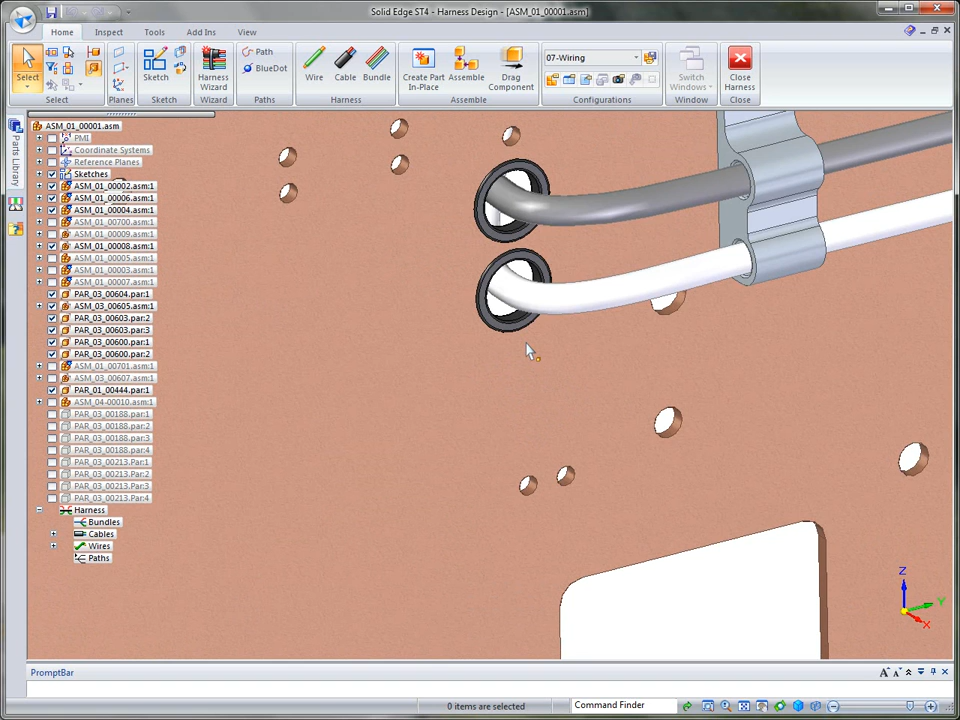 Solid Edge ST4 - Harness Design - [ASM_01_00001.asm]
Home Inspect Tools Add Ins View
Select
Planes
Sketch
Harness Wizard
Path
BlueDot
Wire
Cable
Bundle
Create Part In-Place
Assemble
Drag Component
07-Wiring
Switch Windows
Close Harness
Select Planes Sketch Wizard Paths Harness Assemble Configurations Window Close
Parts Library
ASM_01_00001.asm
PMI
Coordinate Systems
Reference Planes
Sketches
ASM_01_00002.asm:1
ASM_01_00006.asm:1
ASM_01_00004.asm:1
ASM_01_00700.asm:1
ASM_01_00009.asm:1
ASM_01_00008.asm:1
ASM_01_00005.asm:1
ASM_01_00003.asm:1
ASM_01_00007.asm:1
PAR_03_00604.par:1
ASM_03_00605.asm:1
PAR_03_00603.par:2
PAR_03_00603.par:3
PAR_03_00600.par:1
PAR_03_00600.par:2
ASM_01_00701.asm:1
ASM_03_00607.asm:1
PAR_01_00444.par:1
ASM_04-00010.asm:1
PAR_03_00188.par:1
PAR_03_00188.par:2
PAR_03_00188.par:3
PAR_03_00188.par:4
PAR_03_00213.Par:1
PAR_03_00213.Par:2
PAR_03_00213.Par:3
PAR_03_00213.Par:4
Harness
Bundles
Cables
Wires
Paths
Z
Y
X
PromptBar
A A
0 items are selected
Command Finder